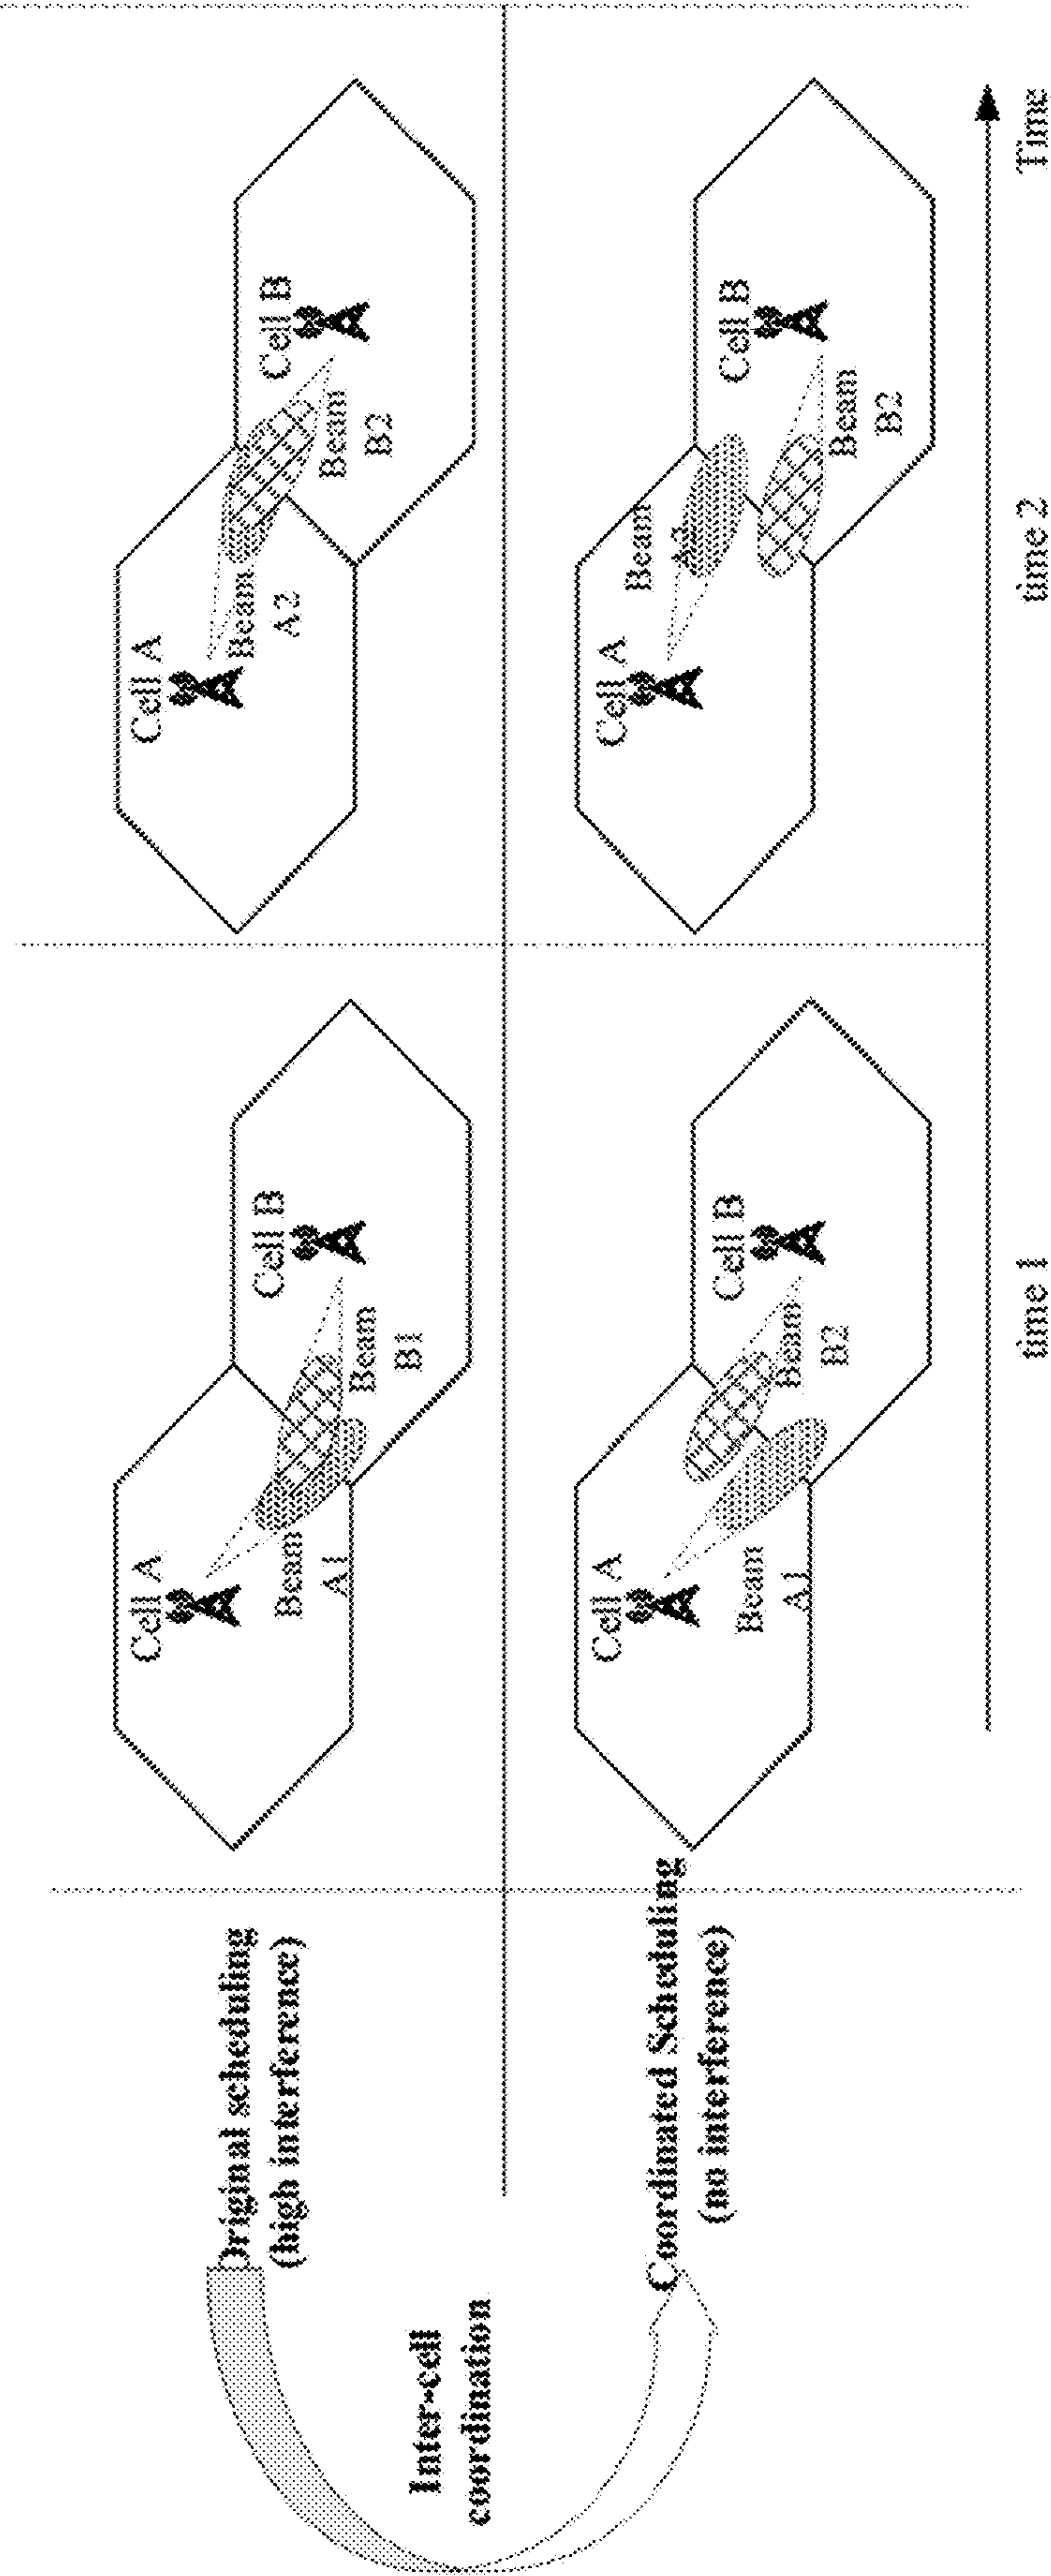 Original scheduling
(high interference)
Cell A
Cell B
Beam
A1
Beam
B1
Cell A
Cell B
Beam
A2
Beam
B2
Inter-cell
coordination
Coordinated Scheduling
(no interference)
Cell A
Cell B
Beam
A1
Beam
B2
Cell A
Cell B
Beam
A2
Beam
B2
time 1
time 2
Time